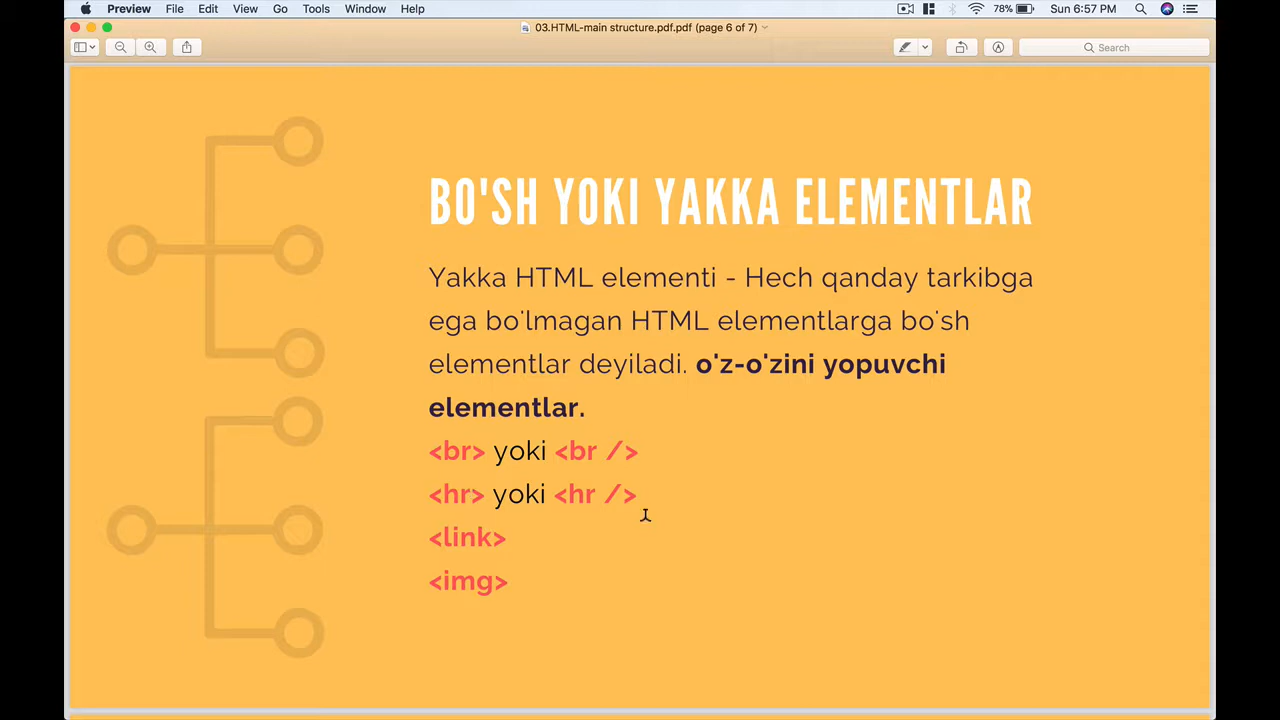 Preview File Edit View Go Tools Window Help 78% Sun 6:57 PM
03.HTML-main structure.pdf.pdf (page 6 of 7)
Search
BO'SH YOKI YAKKA ELEMENTLAR
Yakka HTML elementi - Hech qanday tarkibga
ega bo'lmagan HTML elementlarga bo'sh
elementlar deyiladi. o'z-o'zini yopuvchi
elementlar.
<br> yoki <br />
<hr> yoki <hr />
<link>
<img>